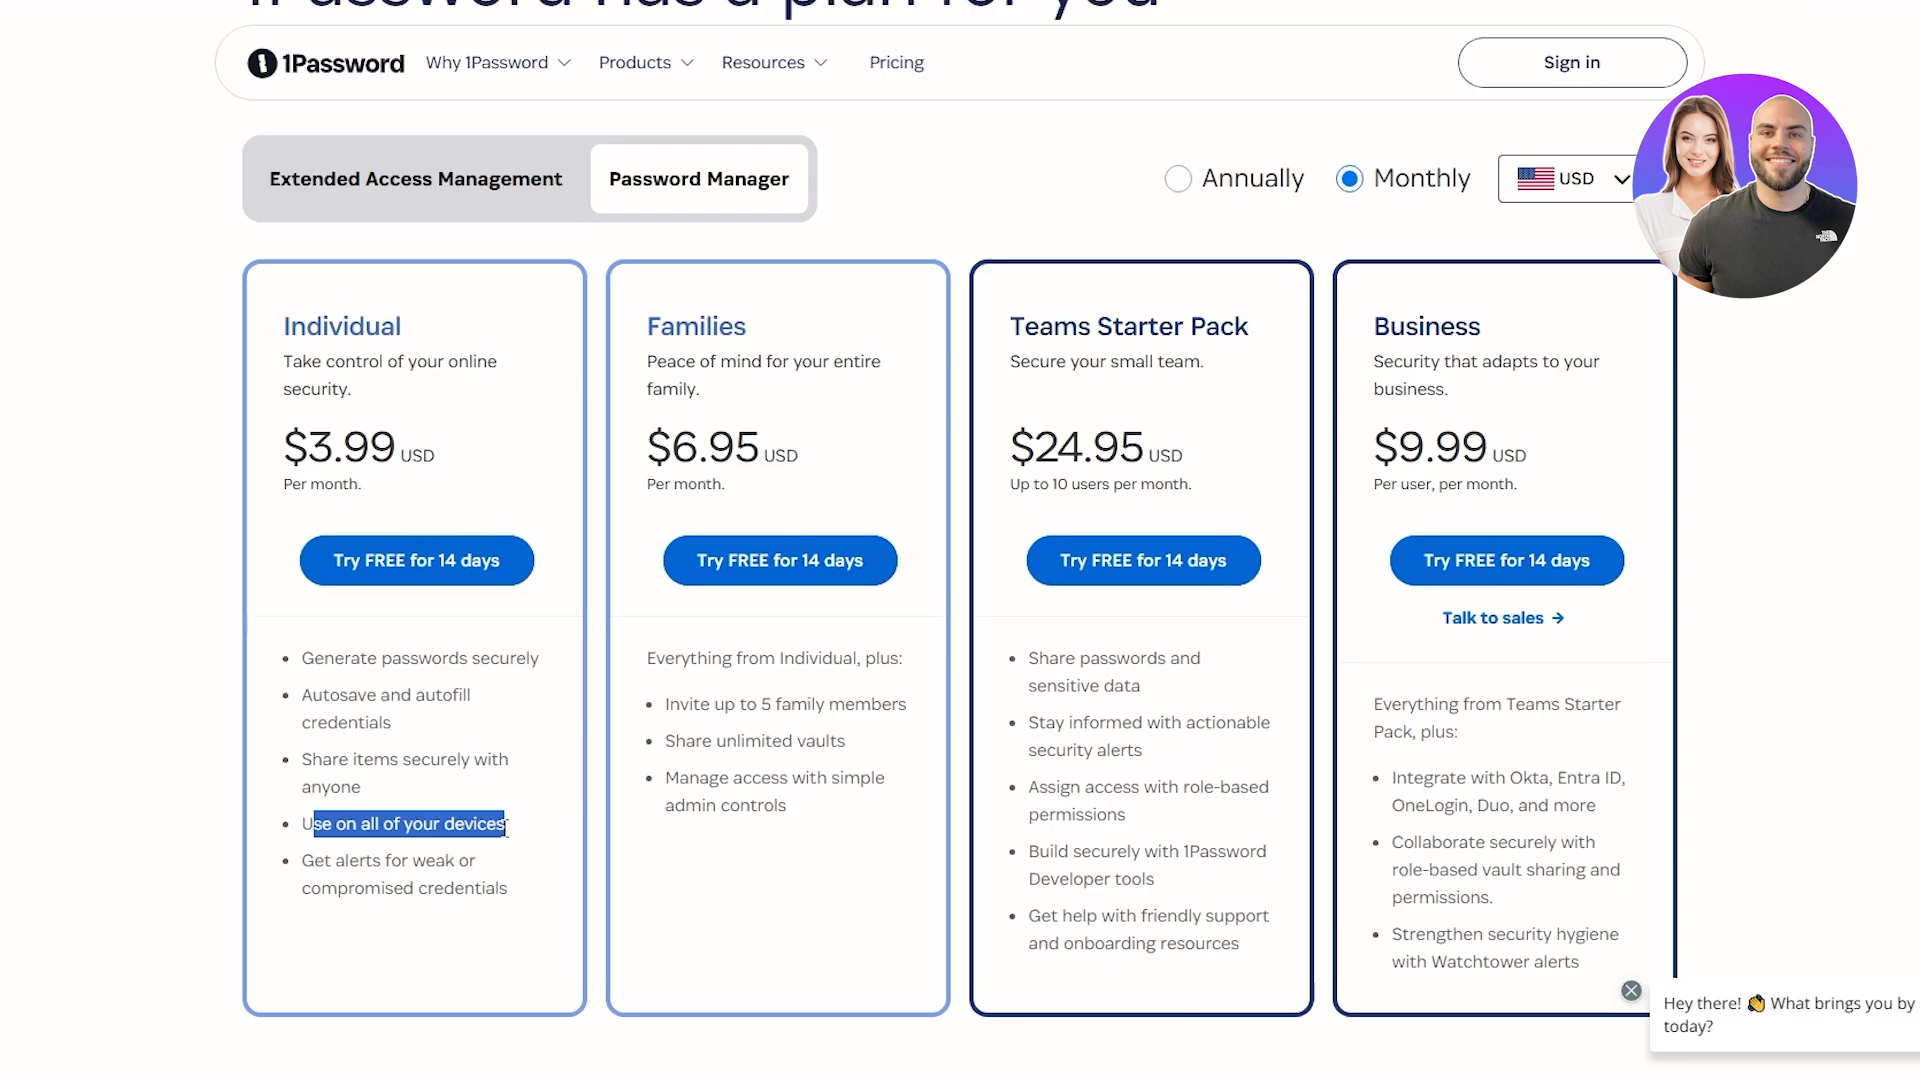 1Password has a plan for you
1Password
Why 1Password
Products
Resources
Pricing
Sign in
Extended Access Management
Password Manager
Annually
Monthly
USD
Individual
Take control of your online
security.
$3.99 USD
Per month.
Try FREE for 14 days
• Generate passwords securely
• Autosave and autofill
credentials
• Share items securely with
anyone
• Use on all of your devices
• Get alerts for weak or
compromised credentials
Families
Peace of mind for your entire
family.
$6.95 USD
Per month.
Try FREE for 14 days
Everything from Individual, plus:
• Invite up to 5 family members
• Share unlimited vaults
• Manage access with simple
admin controls
Teams Starter Pack
Secure your small team.
$24.95 USD
Up to 10 users per month.
Try FREE for 14 days
• Share passwords and
sensitive data
• Stay informed with actionable
security alerts
• Assign access with role-based
permissions
• Build securely with 1Password
Developer tools
• Get help with friendly support
and onboarding resources
Business
Security that adapts to your
business.
$9.99 USD
Per user, per month.
Try FREE for 14 days
Talk to sales →
Everything from Teams Starter
Pack, plus:
• Integrate with Okta, Entra ID,
OneLogin, Duo, and more
• Collaborate securely with
role-based vault sharing and
permissions.
• Strengthen security hygiene
with Watchtower alerts
Hey there! 👋 What brings you by
today?